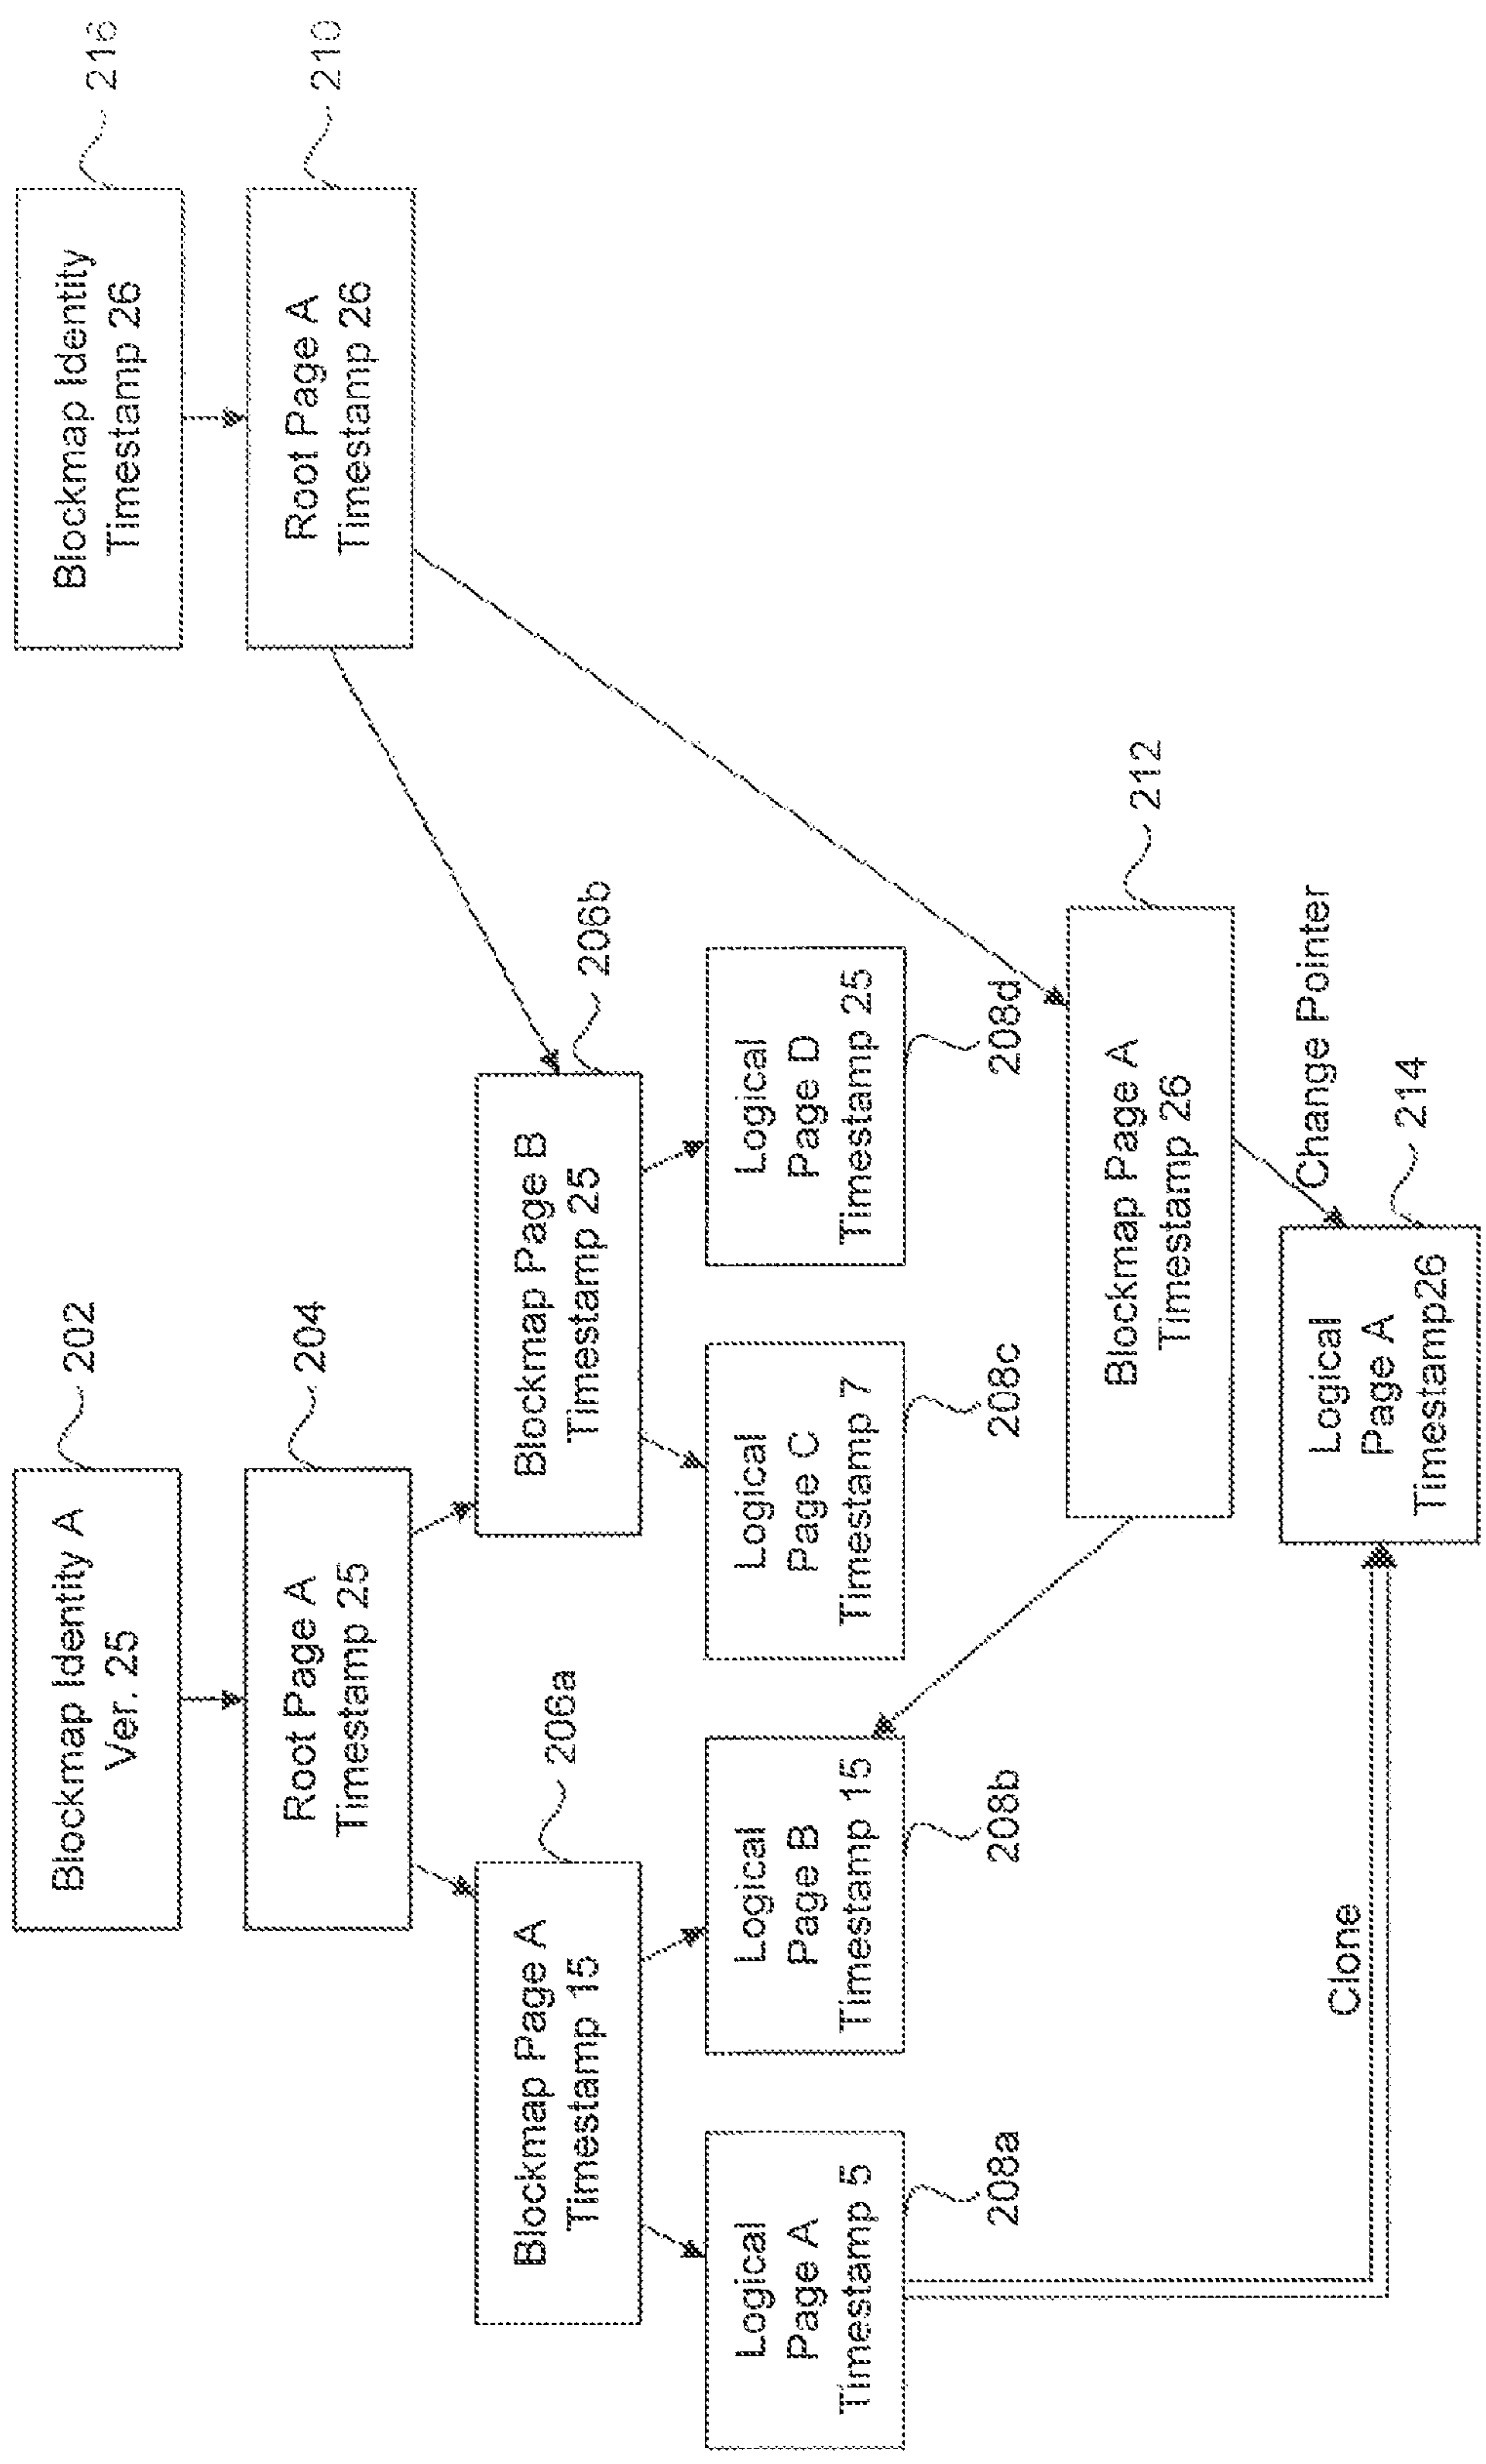 Blockmap Identity A
Ver. 25
202
Blockmap Identity
Timestamp 26
216
Root Page A
Timestamp 25
204
Root Page A
Timestamp 26
210
Blockmap Page A
Timestamp 15
206a
Blockmap Page B
Timestamp 25
206b
Logical
Page A
Timestamp 5
208a
Logical
Page B
Timestamp 15
208b
Logical
Page C
Timestamp 7
208c
Logical
Page D
Timestamp 25
208d
Blockmap Page A
Timestamp 26
212
Change Pointer
Clone
Logical
Page A
Timestamp26
214